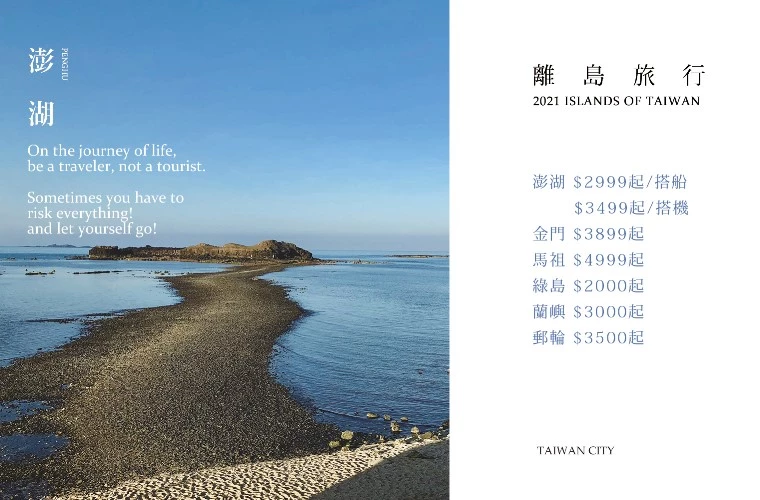 澎湖
PENGHU
On the journey of life,
be a traveler, not a tourist.
Sometimes you have to
risk everything!
and let yourself go!
離島旅行
2021 ISLANDS OF TAIWAN
澎湖 $2999起/搭船
$3499起/搭機
金門 $3899起
馬祖 $4999起
綠島 $2000起
蘭嶼 $3000起
郵輪 $3500起
TAIWAN CITY